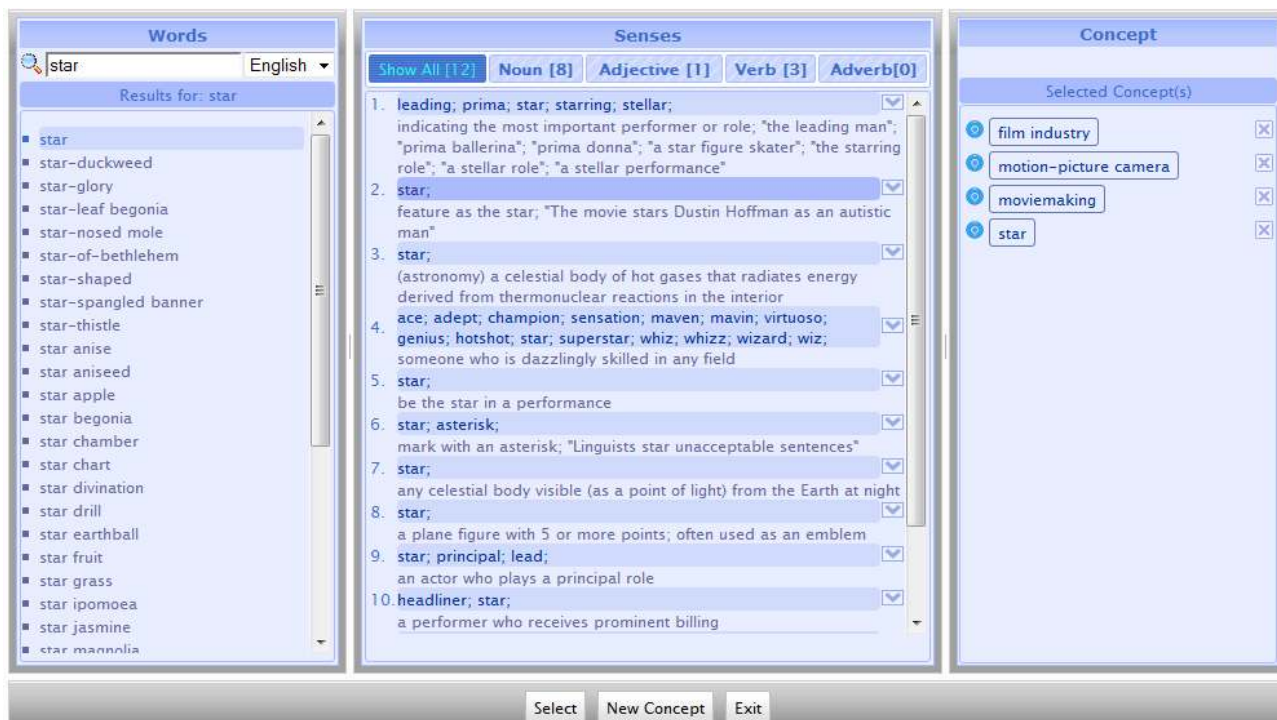 Words
star
English
Results for: star
star
star-duckweed
star-glory
star-leaf begonia
star-nosed mole
star-of-bethlehem
star-shaped
star-spangled banner
star-thistle
star anise
star aniseed
star apple
star begonia
star chamber
star chart
star divination
star drill
star earthball
star fruit
star grass
star ipomoea
star jasmine
star magnolia
Senses
Show All [12] Noun [8] Adjective [1] Verb [3] Adverb[0]
1. leading; prima; star; starring; stellar;
indicating the most important performer or role; "the leading man";
"prima ballerina"; "prima donna"; "a star figure skater"; "the starring
role"; "a stellar role"; "a stellar performance"
2. star;
feature as the star; "The movie stars Dustin Hoffman as an autistic
man"
3. star;
(astronomy) a celestial body of hot gases that radiates energy
derived from thermonuclear reactions in the interior
4. ace; adept; champion; sensation; maven; mavin; virtuoso;
genius; hotshot; star; superstar; whiz; whizz; wizard; wiz;
someone who is dazzlingly skilled in any field
5. star;
be the star in a performance
6. star; asterisk;
mark with an asterisk; "Linguists star unacceptable sentences"
7. star;
any celestial body visible (as a point of light) from the Earth at night
8. star;
a plane figure with 5 or more points; often used as an emblem
9. star; principal; lead;
an actor who plays a principal role
10. headliner; star;
a performer who receives prominent billing
Concept
Selected Concept(s)
film industry
motion-picture camera
moviemaking
star
Select New Concept Exit